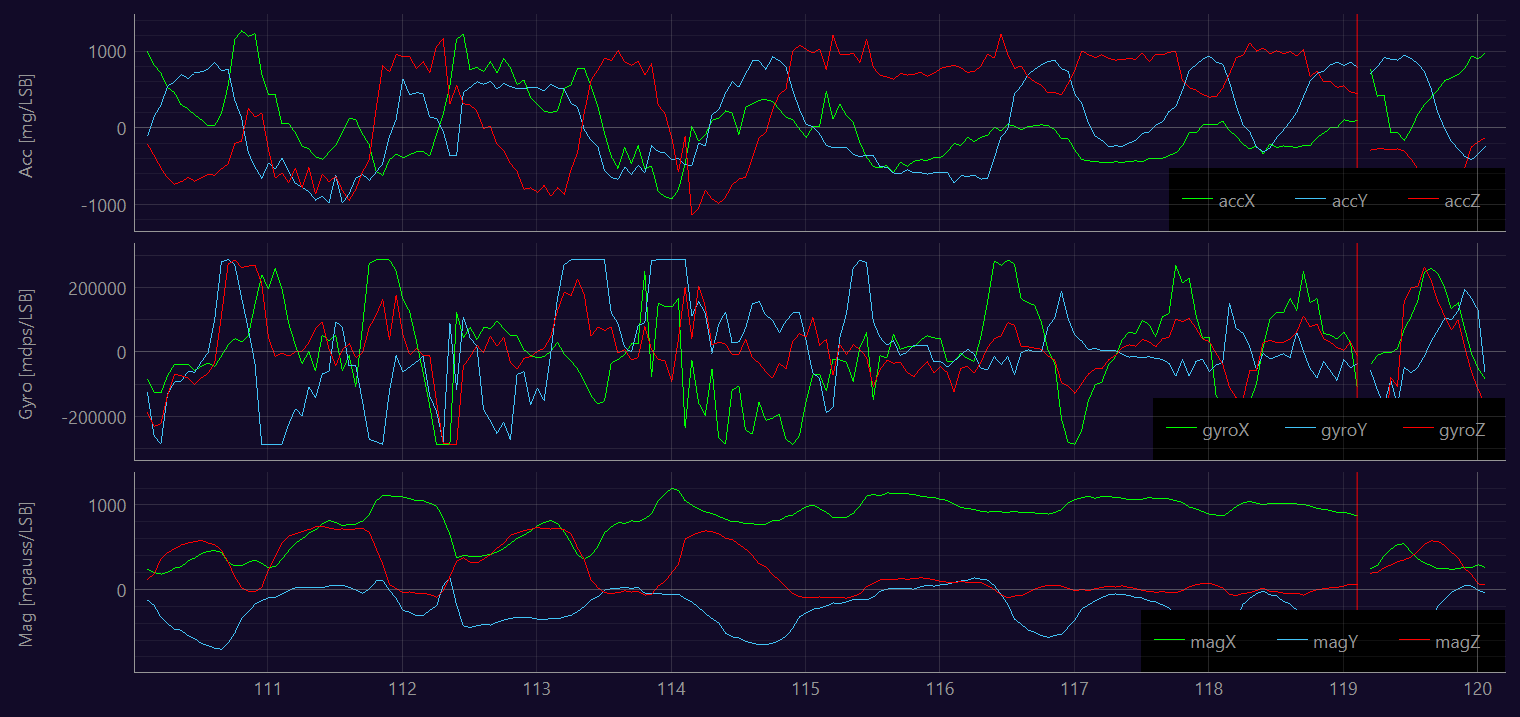 Acc [mg/LSB]
1000
0
-1000
accX accY accZ
Gyro [mdps/LSB]
200000
0
-200000
gyroX gyroY gyroZ
Mag [mgauss/LSB]
1000
0
magX magY magZ
111 112 113 114 115 116 117 118 119 120